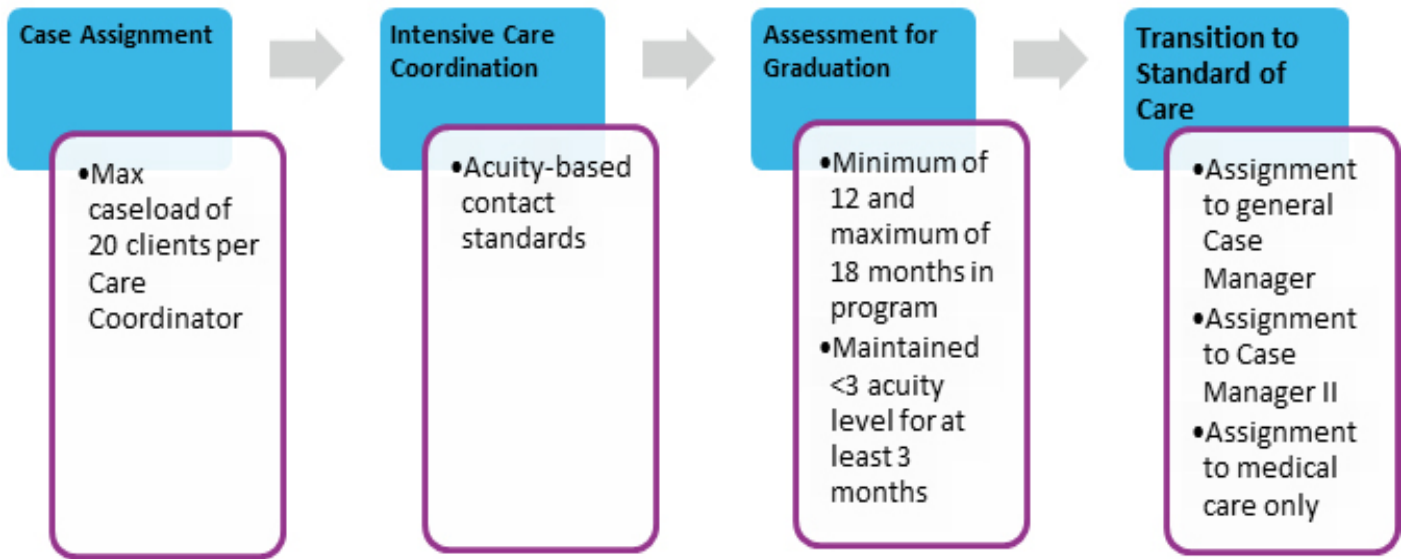 Case Assignment
•Max
caseload of
20 clients per
Care
Coordinator
Intensive Care
Coordination
•Acuity-based
contact
standards
Assessment for
Graduation
•Minimum of
12 and
maximum of
18 months in
program
•Maintained
<3 acuity
level for at
least 3
months
Transition to
Standard of
Care
•Assignment
to general
Case
Manager
•Assignment
to Case
Manager II
•Assignment
to medical
care only